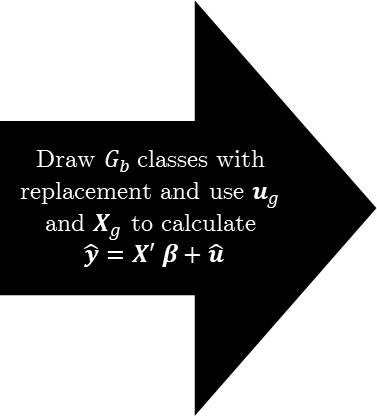 Draw G_b classes with
replacement and use u_g
and X_g to calculate
ŷ = X′ β + û